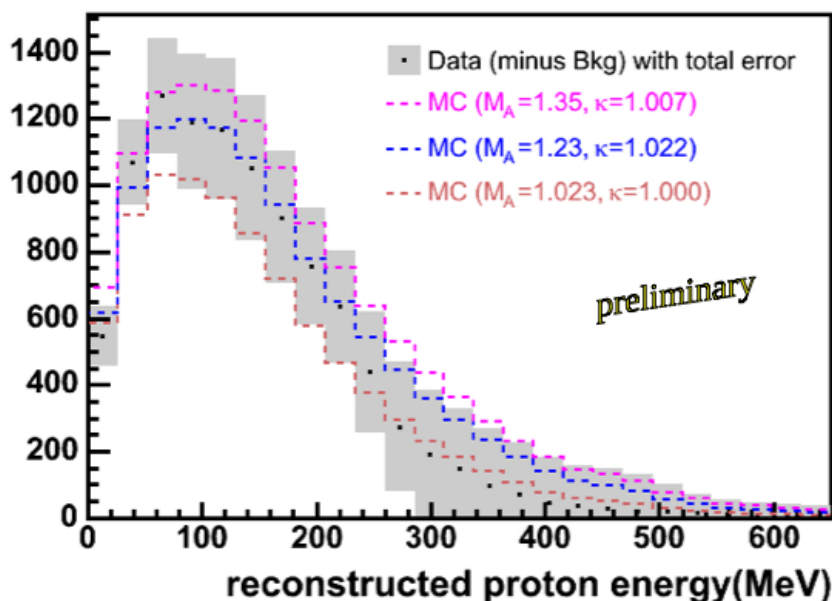 1400
1200
1000
800
600
400
200
0
Data (minus Bkg) with total error
MC (M_A=1.35, κ=1.007)
MC (M_A=1.23, κ=1.022)
MC (M_A=1.023, κ=1.000)
preliminary
0 100 200 300 400 500 600
reconstructed proton energy(MeV)